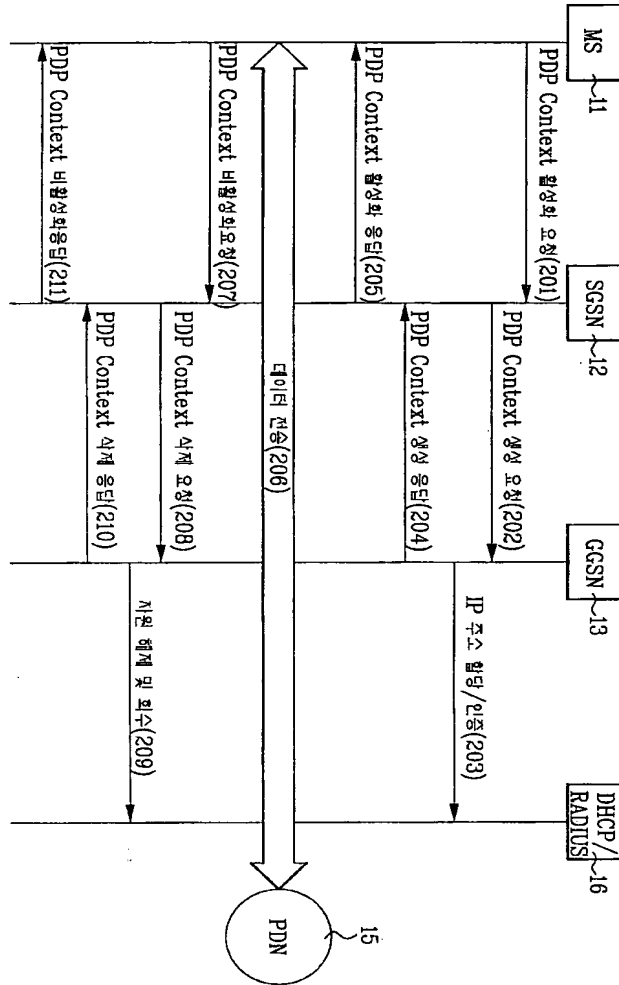 MS
11
SGSN
12
GGSN
13
DHCP/
RADIUS
16
PDP Context 활성화 요청(201)
PDP Context 생성 요청(202)
IP 주소 할당/인증(203)
PDP Context 생성 응답(204)
PDP Context 활성화 응답(205)
데이터 전송(206)
PDN
15
PDP Context 비활성화요청(207)
PDP Context 삭제 요청(208)
자원 해제 및 회수(209)
PDP Context 삭제 응답(210)
PDP Context 비활성화응답(211)